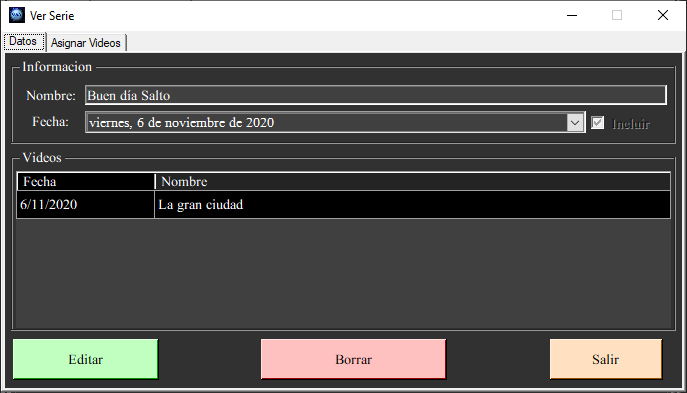 Ver Serie
Datos Asignar Videos
Informacion
Nombre: Buen día Salto
Fecha: viernes, 6 de noviembre de 2020 Incluir
Videos
Fecha Nombre
6/11/2020 La gran ciudad
Editar Borrar Salir